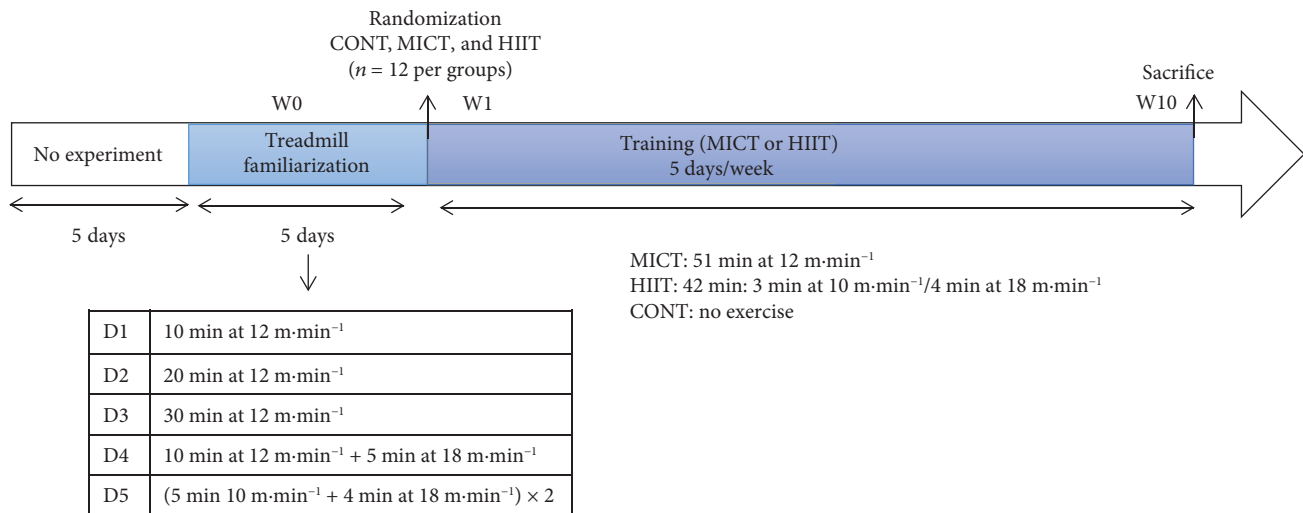 Randomization
CONT, MICT, and HIIT
(n = 12 per groups)
Sacrifice
W0
W1
W10
No experiment
Treadmill
familiarization
Training (MICT or HIIT)
5 days/week
5 days
5 days
MICT: 51 min at 12 m·min⁻¹
HIIT: 42 min: 3 min at 10 m·min⁻¹/4 min at 18 m·min⁻¹
CONT: no exercise
D1 10 min at 12 m·min⁻¹
D2 20 min at 12 m·min⁻¹
D3 30 min at 12 m·min⁻¹
D4 10 min at 12 m·min⁻¹ + 5 min at 18 m·min⁻¹
D5 (5 min 10 m·min⁻¹ + 4 min at 18 m·min⁻¹) × 2